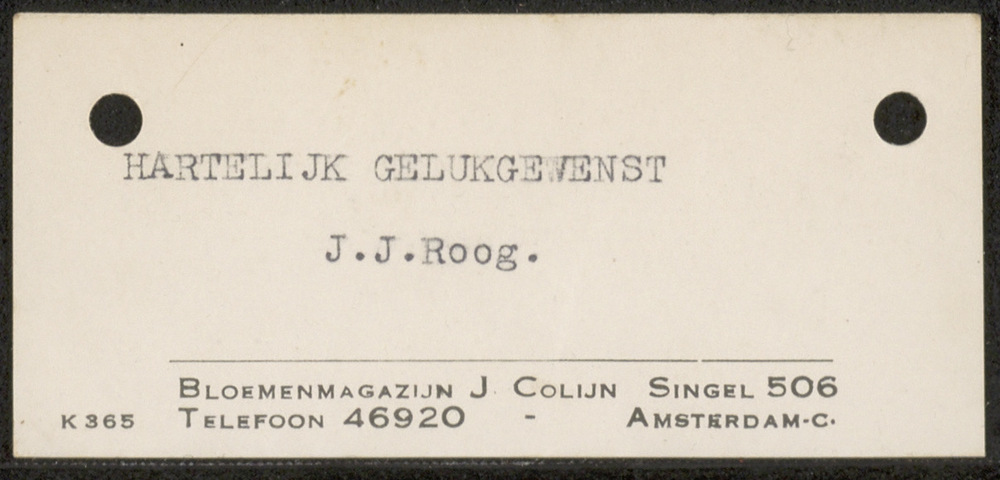 HARTELIJK GELUKGEWENST
J.J.Roog.
BLOEMENMAGAZIJN J. COLIJN SINGEL 506
K 365 TELEFOON 46920 - AMSTERDAM-C.